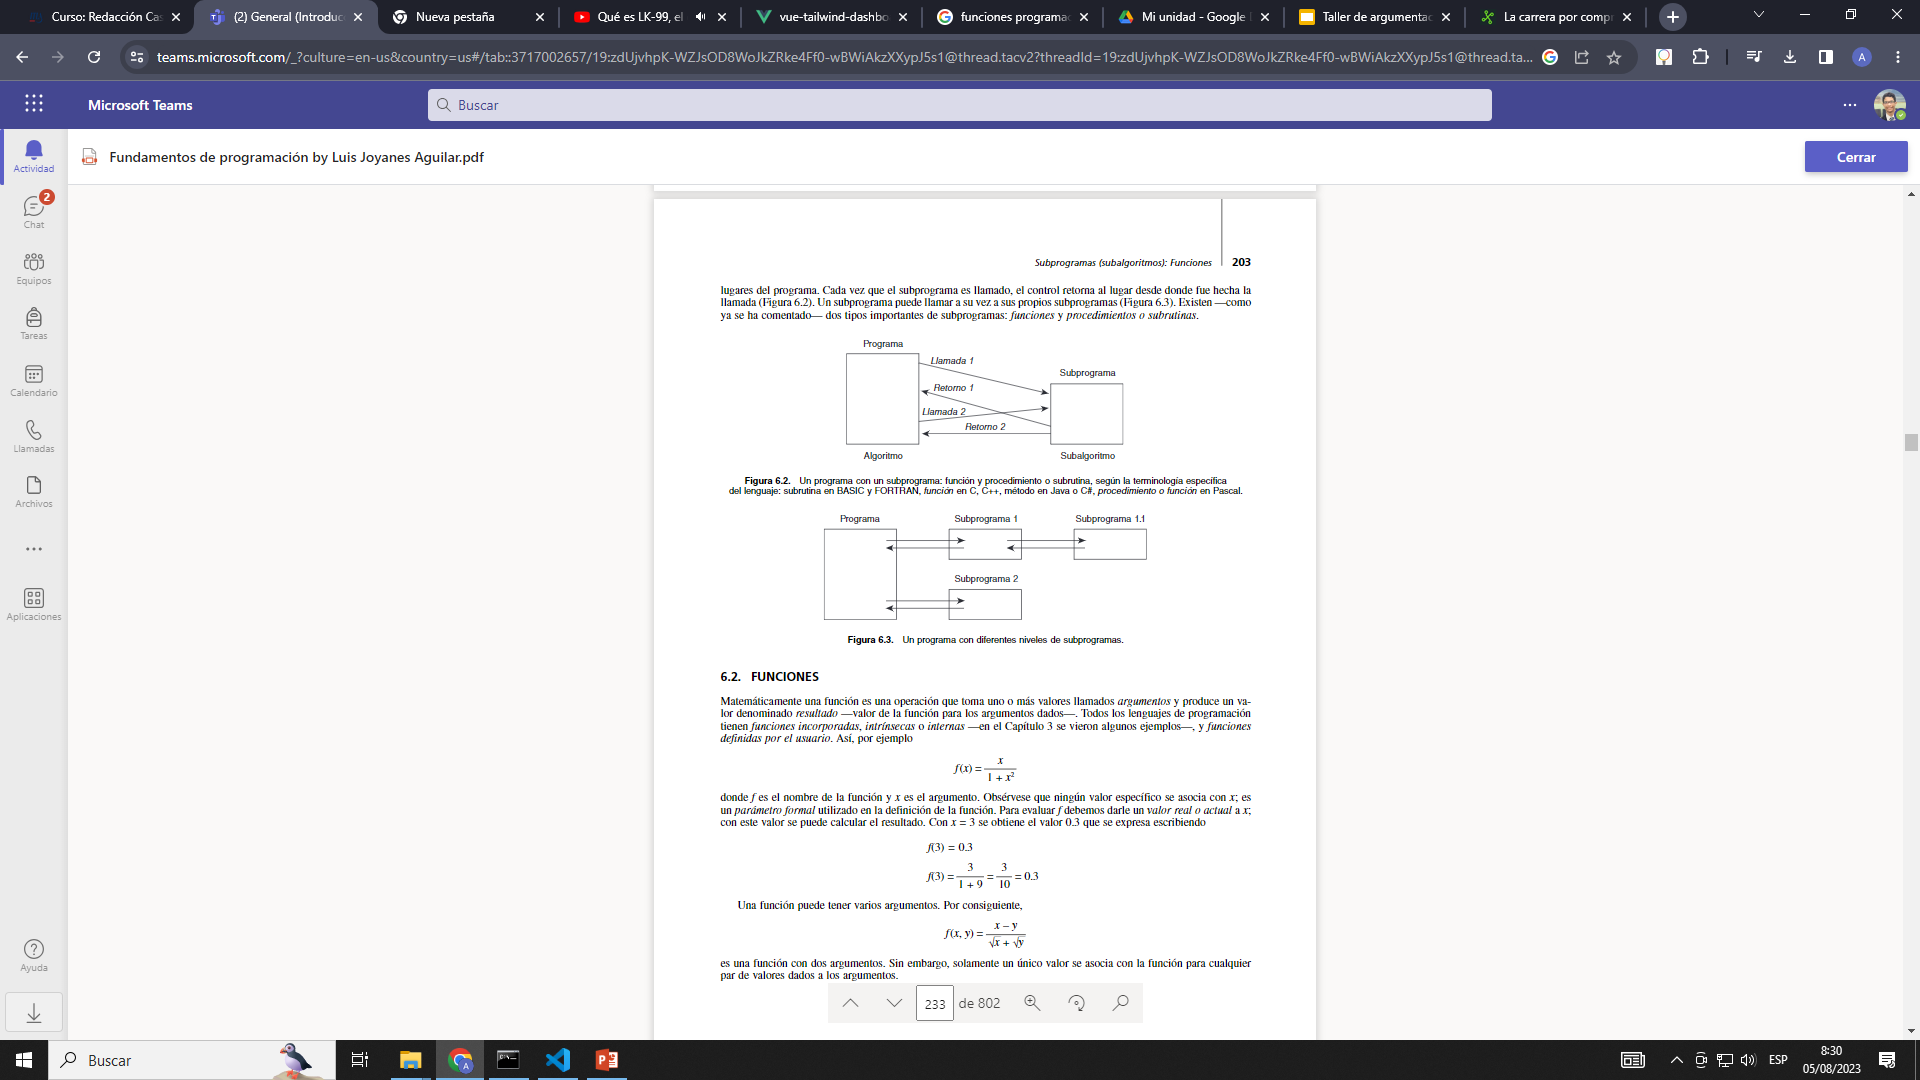 Curso: Redacción Cas
(2) General (Introduc
Nueva pestaña
Qué es LK-99, el
vue-tailwind-dashbo
funciones programac
Mi unidad - Google
Taller de argumentac
La carrera por comp
teams.microsoft.com/_?culture=en-us&country=us#/tab::3717002657/19:zdUjvhpK-WZJsOD8WoJkZRke4Ff0-wBWiAkzXXypJ5s1@thread.tacv2?threadId=19:zdUjvhpK-WZJsOD8WoJkZRke4Ff0-wBWiAkzXXypJ5s1@thread.ta...
A
Microsoft Teams
Buscar
Fundamentos de programación by Luis Joyanes Aguilar.pdf
Cerrar
Actividad
2
Chat
Equipos
Tareas
Calendario
Llamadas
Archivos
Aplicaciones
Ayuda
Subprogramas (subalgoritmos): Funciones 203
lugares del programa. Cada vez que el subprograma es llamado, el control retorna al lugar desde donde fue hecha la
llamada (Figura 6.2). Un subprograma puede llamar a su vez a sus propios subprogramas (Figura 6.3). Existen —como
ya se ha comentado— dos tipos importantes de subprogramas: funciones y procedimientos o subrutinas.
Programa
Llamada 1
Subprograma
Retorno 1
Llamada 2
Retorno 2
Algoritmo
Subalgoritmo
Figura 6.2. Un programa con un subprograma: función y procedimiento o subrutina, según la terminología específica
del lenguaje: subrutina en BASIC y FORTRAN, función en C, C++, método en Java o C#, procedimiento o función en Pascal.
Programa
Subprograma 1
Subprograma 1.1
Subprograma 2
Figura 6.3. Un programa con diferentes niveles de subprogramas.
6.2. FUNCIONES
Matemáticamente una función es una operación que toma uno o más valores llamados argumentos y produce un va-
lor denominado resultado —valor de la función para los argumentos dados—. Todos los lenguajes de programación
tienen funciones incorporadas, intrínsecas o internas —en el Capítulo 3 se vieron algunos ejemplos—, y funciones
definidas por el usuario. Así, por ejemplo
f(x) = x / (1 + x²)
donde f es el nombre de la función y x es el argumento. Obsérvese que ningún valor específico se asocia con x; es
un parámetro formal utilizado en la definición de la función. Para evaluar f debemos darle un valor real o actual a x;
con este valor se puede calcular el resultado. Con x = 3 se obtiene el valor 0.3 que se expresa escribiendo
f(3) = 0.3
f(3) = 3 / (1 + 9) = 3 / 10 = 0.3
Una función puede tener varios argumentos. Por consiguiente,
f(x, y) = (x – y) / (√x + √y)
es una función con dos argumentos. Sin embargo, solamente un único valor se asocia con la función para cualquier
par de valores dados a los argumentos.
233 de 802
Buscar
ESP
8:30
05/08/2023